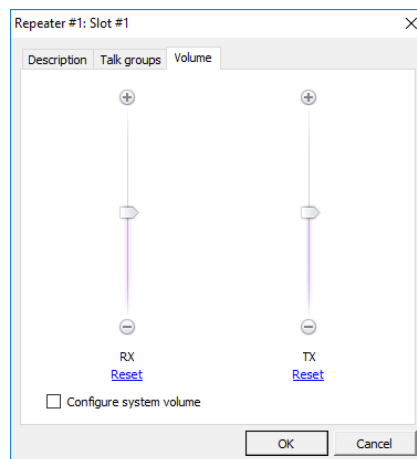 Repeater #1: Slot #1
Description Talk groups Volume
RX TX
Reset Reset
Configure system volume
OK Cancel